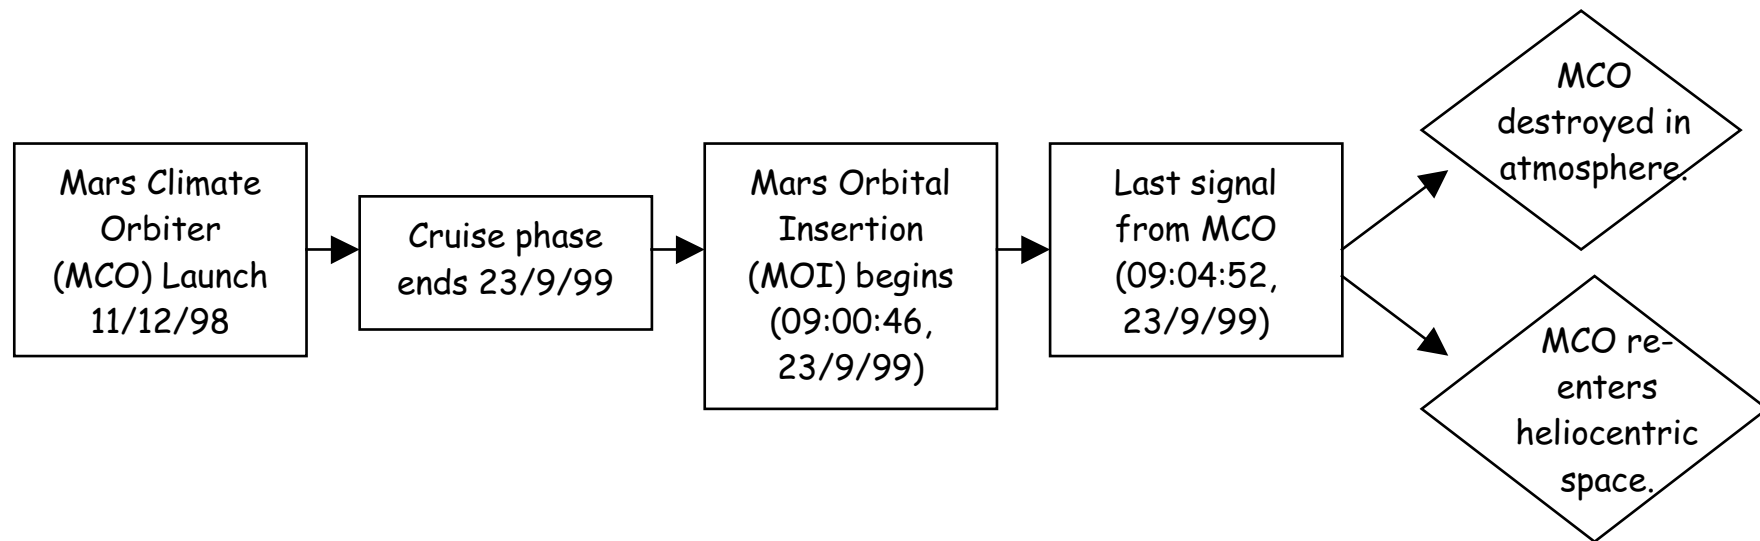 Mars Climate
Orbiter
(MCO) Launch
11/12/98
Cruise phase
ends 23/9/99
Mars Orbital
Insertion
(MOI) begins
(09:00:46,
23/9/99)
Last signal
from MCO
(09:04:52,
23/9/99)
MCO
destroyed in
atmosphere.
MCO re-
enters
heliocentric
space.